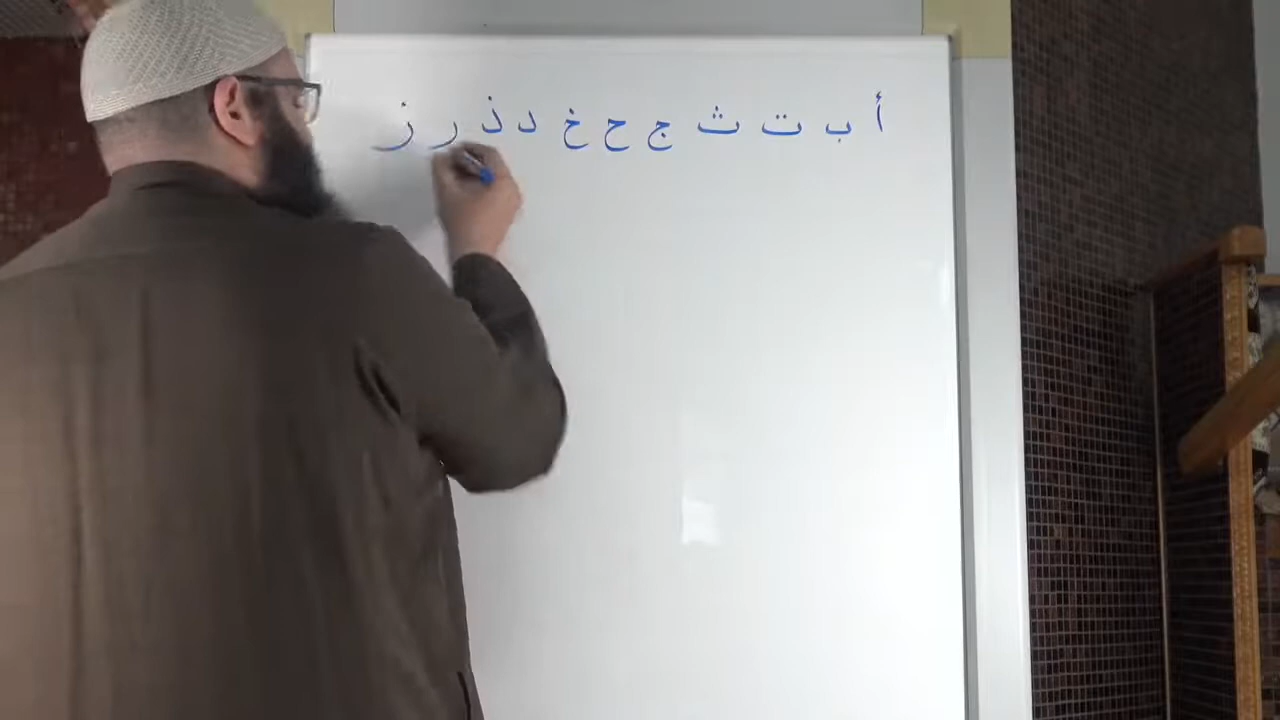 أ ب ت ث ج ح خ د ذ ر ز